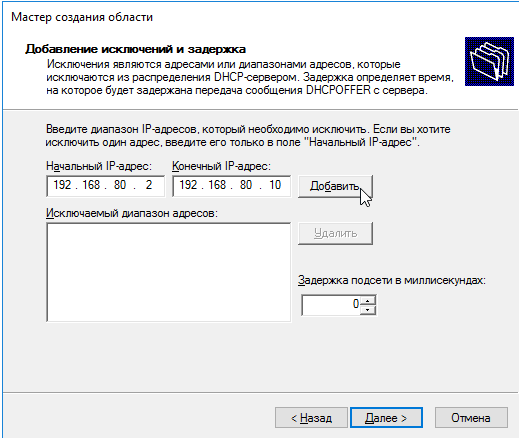 Мастер создания области
Добавление исключений и задержка
Исключения являются адресами или диапазонами адресов, которые
исключаются из распределения DHCP-сервером. Задержка определяет время,
на которое будет задержана передача сообщения DHCPOFFER с сервера.
Введите диапазон IP-адресов, который необходимо исключить. Если вы хотите
исключить один адрес, введите его только в поле "Начальный IP-адрес".
Начальный IP-адрес: Конечный IP-адрес:
192 . 168 . 80 . 2 192 . 168 . 80 . 10 Добавить
Исключаемый диапазон адресов:
Удалить
Задержка подсети в миллисекундах:
0
< Назад Далее > Отмена